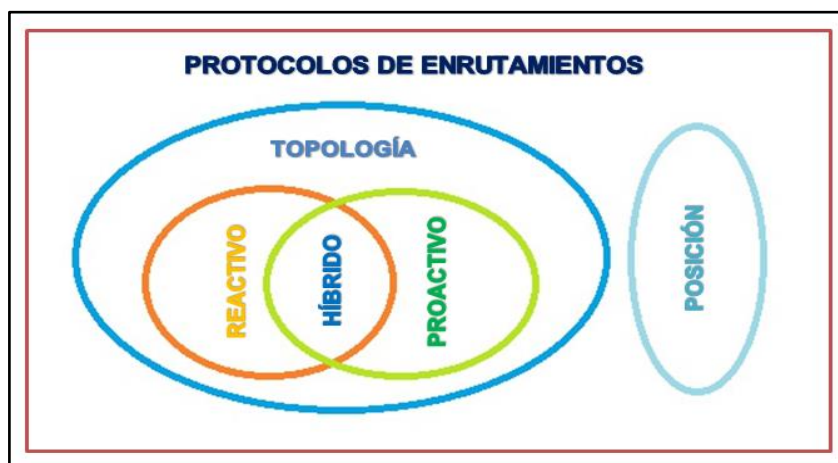 PROTOCOLOS DE ENRUTAMIENTOS
TOPOLOGÍA
REACTIVO
HÍBRIDO
PROACTIVO
POSICIÓN